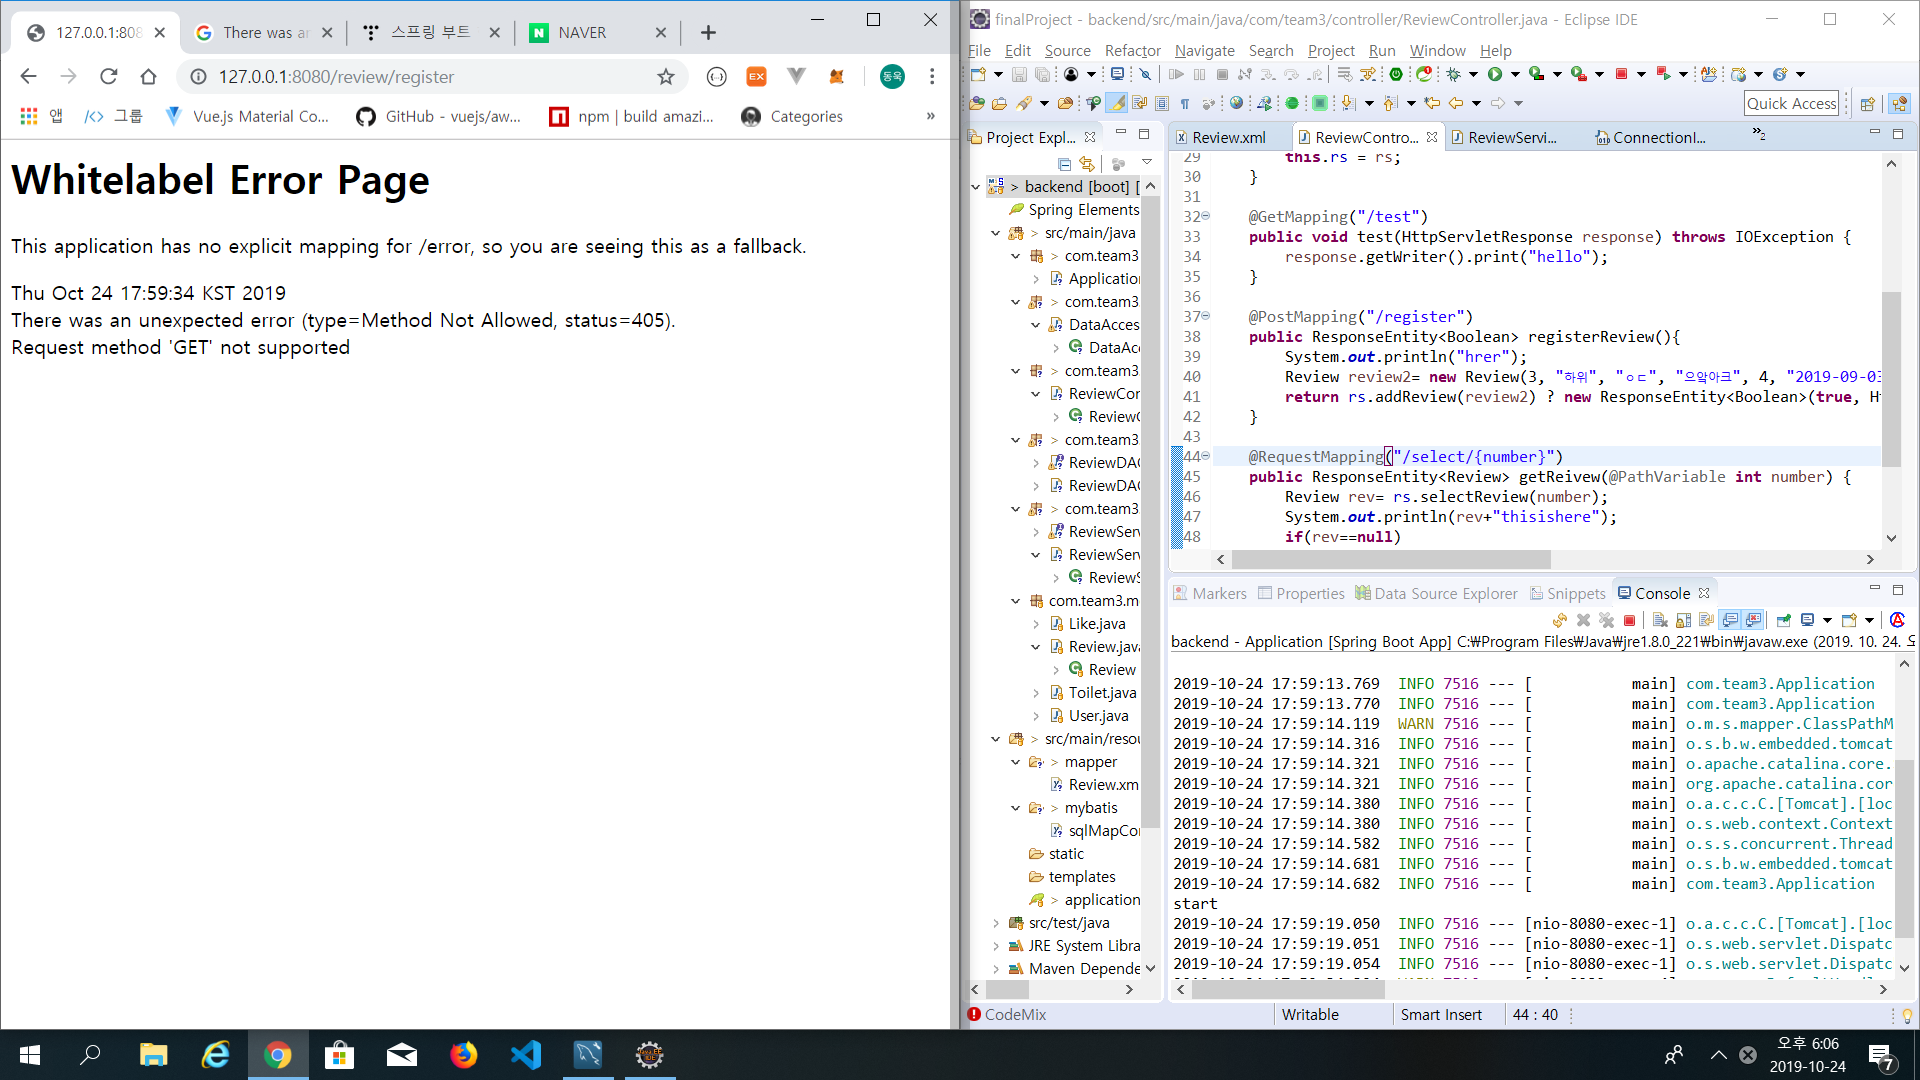 127.0.0.1:808
There was ar
스프링 부트
NAVER
127.0.0.1:8080/review/register
EX
동욱
앱
그룹
Vue.js Material Co...
GitHub - vuejs/aw...
npm | build amazi...
Categories
»
Whitelabel Error Page
This application has no explicit mapping for /error, so you are seeing this as a fallback.
Thu Oct 24 17:59:34 KST 2019
There was an unexpected error (type=Method Not Allowed, status=405).
Request method 'GET' not supported
finalProject - backend/src/main/java/com/team3/controller/ReviewController.java - Eclipse IDE
File Edit Source Refactor Navigate Search Project Run Window Help
Quick Access
Project Expl...
> backend [boot] [
Spring Elements
> src/main/java
> com.team3
Application
> com.team3
DataAcces
DataAcc
> com.team3
ReviewCon
ReviewC
> com.team3
ReviewDAO
ReviewDAO
> com.team3
ReviewServ
ReviewServ
ReviewS
com.team3.m
Like.java
Review.java
Review
Toilet.java
User.java
> src/main/resou
> mapper
Review.xm
> mybatis
sqlMapCon
static
templates
> application
src/test/java
JRE System Libra
Maven Depende
Review.xml
ReviewContro...
ReviewServi...
ConnectionI...
»2
29 this.rs = rs;
30 }
31
32 @GetMapping("/test")
33 public void test(HttpServletResponse response) throws IOException {
34 response.getWriter().print("hello");
35 }
36
37 @PostMapping("/register")
38 public ResponseEntity<Boolean> registerReview(){
39 System.out.println("hrer");
40 Review review2= new Review(3, "하위", "ㅇㄷ", "으앜아크", 4, "2019-09-03
41 return rs.addReview(review2) ? new ResponseEntity<Boolean>(true, H
42 }
43
44 @RequestMapping("/select/{number}")
45 public ResponseEntity<Review> getReivew(@PathVariable int number) {
46 Review rev= rs.selectReview(number);
47 System.out.println(rev+"thisishere");
48 if(rev==null)
Markers Properties Data Source Explorer Snippets Console
backend - Application [Spring Boot App] C:₩Program Files₩Java₩jre1.8.0_221₩bin₩javaw.exe (2019. 10. 24. 오
2019-10-24 17:59:13.769 INFO 7516 --- [ main] com.team3.Application
2019-10-24 17:59:13.770 INFO 7516 --- [ main] com.team3.Application
2019-10-24 17:59:14.119 WARN 7516 --- [ main] o.m.s.mapper.ClassPathM
2019-10-24 17:59:14.316 INFO 7516 --- [ main] o.s.b.w.embedded.tomcat
2019-10-24 17:59:14.321 INFO 7516 --- [ main] o.apache.catalina.core.
2019-10-24 17:59:14.321 INFO 7516 --- [ main] org.apache.catalina.cor
2019-10-24 17:59:14.380 INFO 7516 --- [ main] o.a.c.c.C.[Tomcat].[loc
2019-10-24 17:59:14.380 INFO 7516 --- [ main] o.s.web.context.Context
2019-10-24 17:59:14.582 INFO 7516 --- [ main] o.s.s.concurrent.Thread
2019-10-24 17:59:14.681 INFO 7516 --- [ main] o.s.b.w.embedded.tomcat
2019-10-24 17:59:14.682 INFO 7516 --- [ main] com.team3.Application
start
2019-10-24 17:59:19.050 INFO 7516 --- [nio-8080-exec-1] o.a.c.c.C.[Tomcat].[loc
2019-10-24 17:59:19.051 INFO 7516 --- [nio-8080-exec-1] o.s.web.servlet.Dispatc
2019-10-24 17:59:19.054 INFO 7516 --- [nio-8080-exec-1] o.s.web.servlet.Dispatc
CodeMix
Writable
Smart Insert
44 : 40
오후 6:06
2019-10-24
7